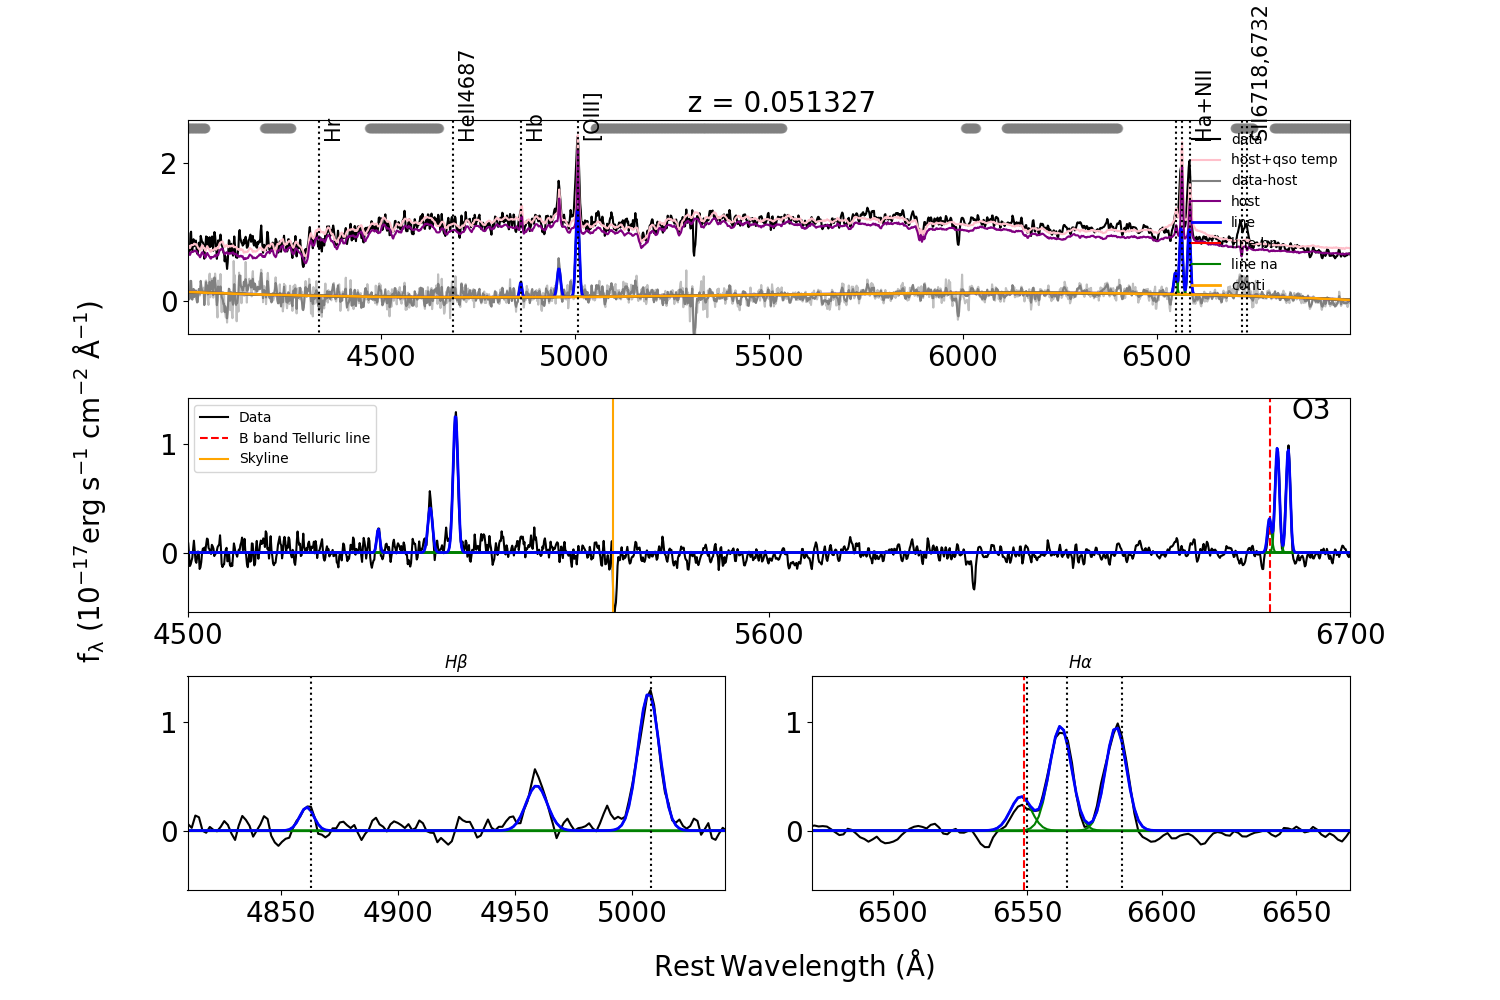 z = 0.051327
Hr
HeII4687
Hb
[OIII]
Ha+NII
SII6718,6732
data
host+qso temp
data-host
host
line
line br
line na
conti
2
0
4500 5000 5500 6000 6500
fλ (10⁻¹⁷erg s⁻¹ cm⁻² Å⁻¹)
Data
B band Telluric line
Skyline
O3
1
0
4500 5600 6700
Hβ
1
0
4850 4900 4950 5000
Hα
1
0
6500 6550 6600 6650
Rest Wavelength (Å)